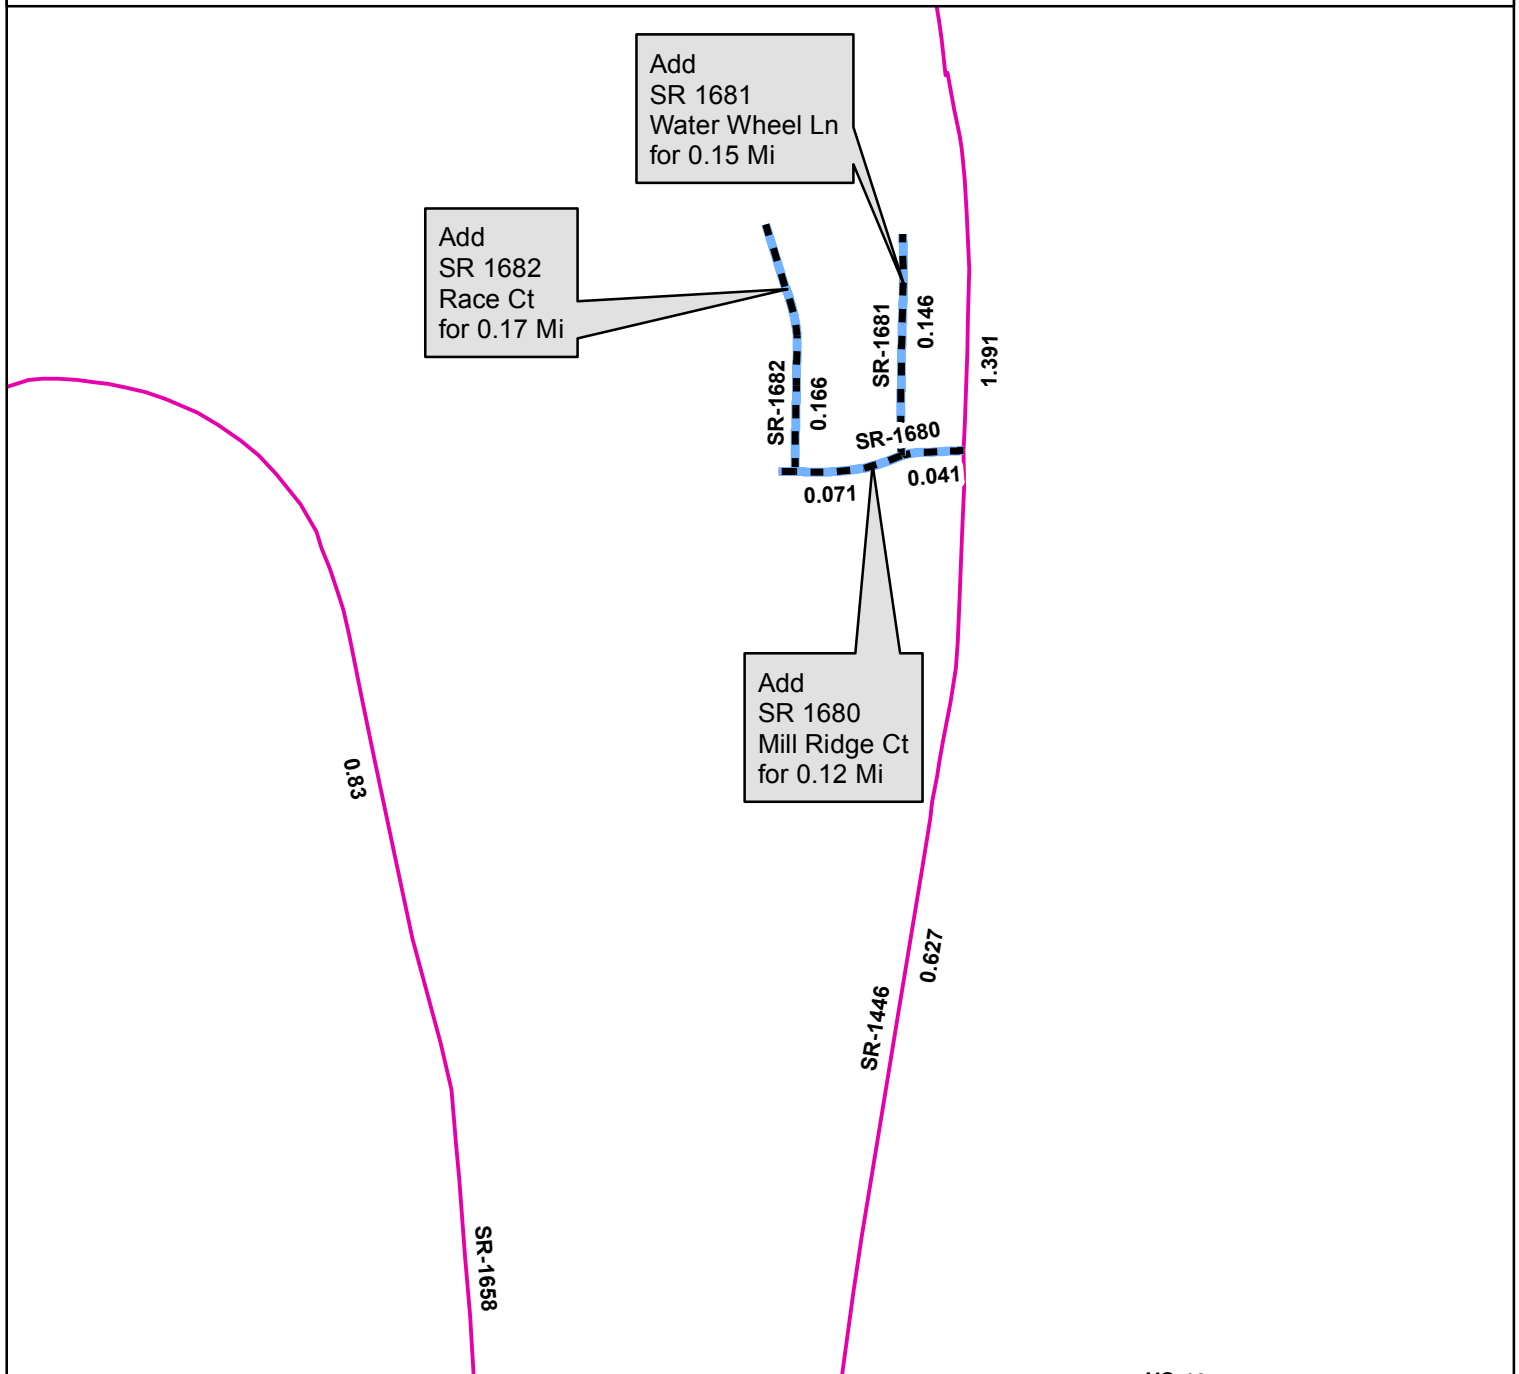 Add
SR 1681
Water Wheel Ln
for 0.15 Mi
Add
SR 1682
Race Ct
for 0.17 Mi
SR-1681
0.146
1.391
SR-1682
0.166
SR-1680
0.071
0.041
Add
SR 1680
Mill Ridge Ct
for 0.12 Mi
0.83
0.627
SR-1446
SR-1658